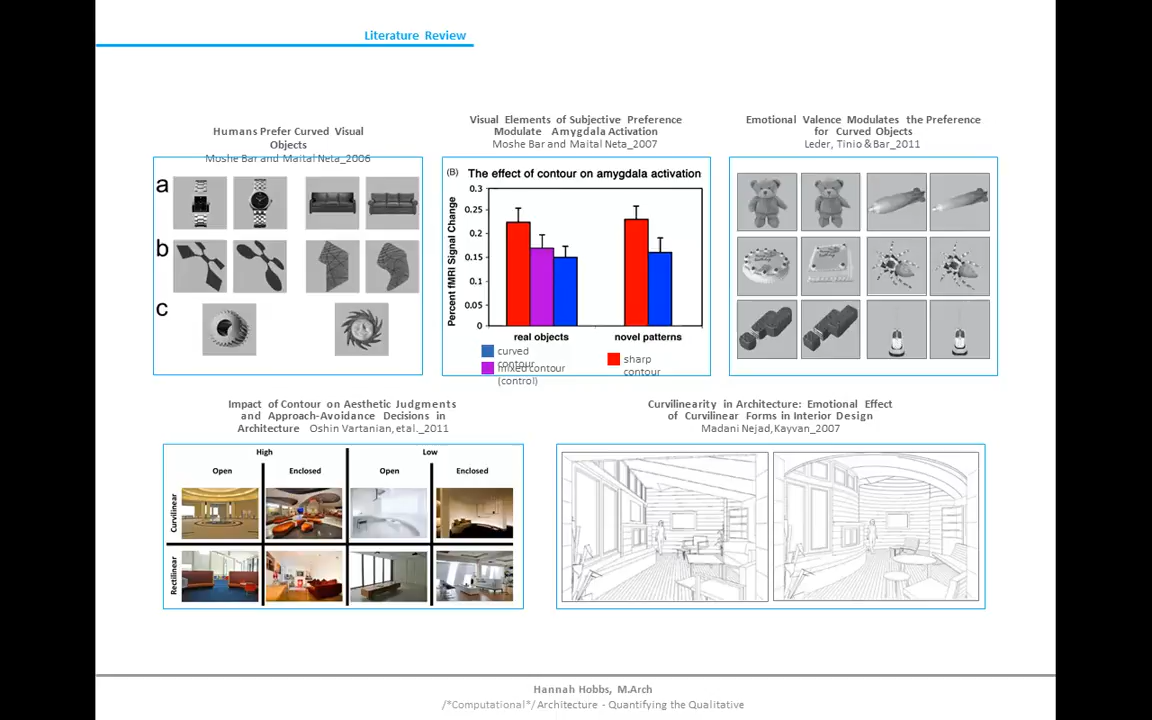 Literature Review
Humans Prefer Curved Visual
Objects
Moshe Bar and Maital Neta_2006
a
b
c
Visual Elements of Subjective Preference
Modulate Amygdala Activation
Moshe Bar and Maital Neta_2007
(B) The effect of contour on amygdala activation
Percent fMRI Signal Change
0.3
0.25
0.2
0.15
0.1
0.05
0
real objects novel patterns
curved
contour
mixed contour
(control)
sharp
contour
Emotional Valence Modulates the Preference
for Curved Objects
Leder, Tinio & Bar_2011
Impact of Contour on Aesthetic Judgments
and Approach-Avoidance Decisions in
Architecture Oshin Vartanian, etal._2011
High Low
Open Enclosed Open Enclosed
Curvilinear
Rectilinear
Curvilinearity in Architecture: Emotional Effect
of Curvilinear Forms in Interior Design
Madani Nejad, Kayvan_2007
Hannah Hobbs, M.Arch
/*Computational*/ Architecture - Quantifying the Qualitative